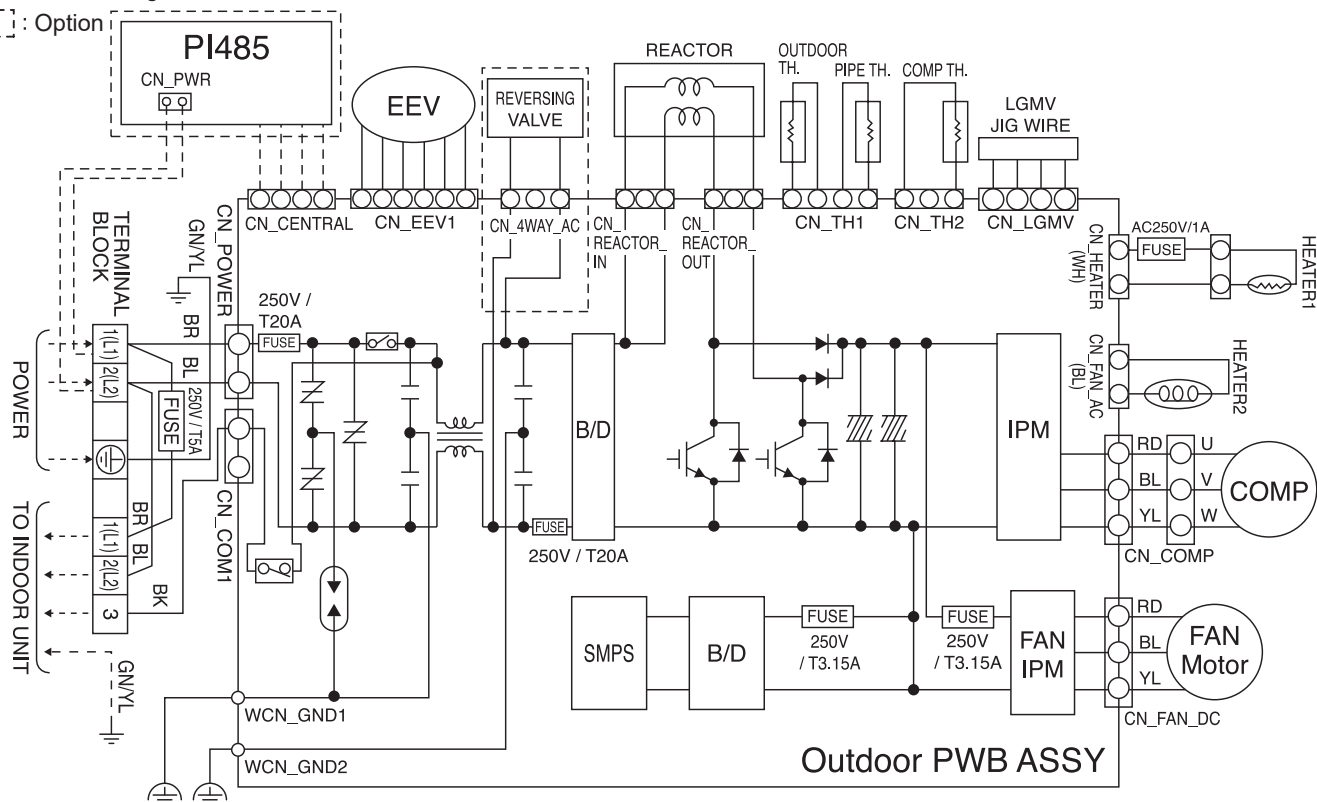 : Option
PI485
CN_PWR
EEV
REVERSING
VALVE
REACTOR
OUTDOOR
TH.
PIPE TH.
COMP TH.
LGMV
JIG WIRE
CN_CENTRAL
CN_EEV1
CN_4WAY_AC
CN_
REACTOR_
IN
CN_
REACTOR_
OUT
CN_TH1
CN_TH2
CN_LGMV
TERMINAL
BLOCK
GN/YL
CN_POWER
BR
BL
250V /
T20A
FUSE
1(L1)
2(L2)
POWER
250V / T5A
FUSE
CN_COM1
1(L1)
2(L2)
3
BR
BL
BK
TO INDOOR UNIT
GN/YL
B/D
FUSE
250V / T20A
IPM
CN_HEATER
(WH)
AC250V/1A
FUSE
HEATER1
CN_FAN_AC
(BL)
HEATER2
RD
BL
YL
U
V
W
COMP
CN_COMP
SMPS
B/D
FUSE
250V
/ T3.15A
FUSE
250V
/ T3.15A
FAN
IPM
RD
BL
YL
FAN
Motor
CN_FAN_DC
WCN_GND1
WCN_GND2
Outdoor PWB ASSY